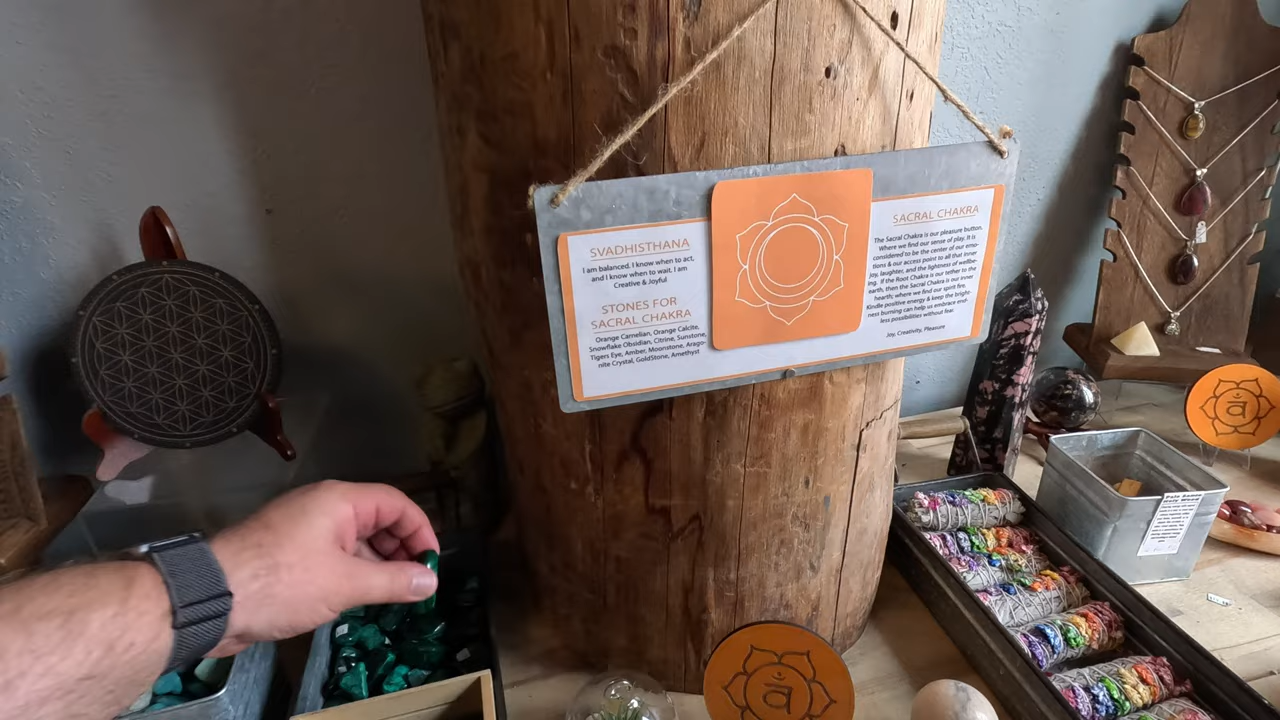 SVADHISTHANA
I am balanced. I know when to act,
and I know when to wait. I am
Creative & Joyful
STONES FOR
SACRAL CHAKRA
Orange Carnelian, Orange Calcite,
Snowflake Obsidian, Citrine, Sunstone,
Tigers Eye, Amber, Moonstone, Arago-
nite Crystal, GoldStone, Amethyst
SACRAL CHAKRA
The Sacral Chakra is our pleasure button.
Where we find our sense of play. It is
considered to be the center of our emo-
tions & our access point to all that inner
joy, laughter, and the lightness of wellbe-
ing. If the Root Chakra is our tether to the
earth, then the Sacral Chakra is our inner
hearth; where we find our spirit fire.
Kindle positive energy & keep the bright-
ness burning can help us embrace end-
less possibilities without fear.
Joy, Creativity, Pleasure
Palo Santo
Holy Wood